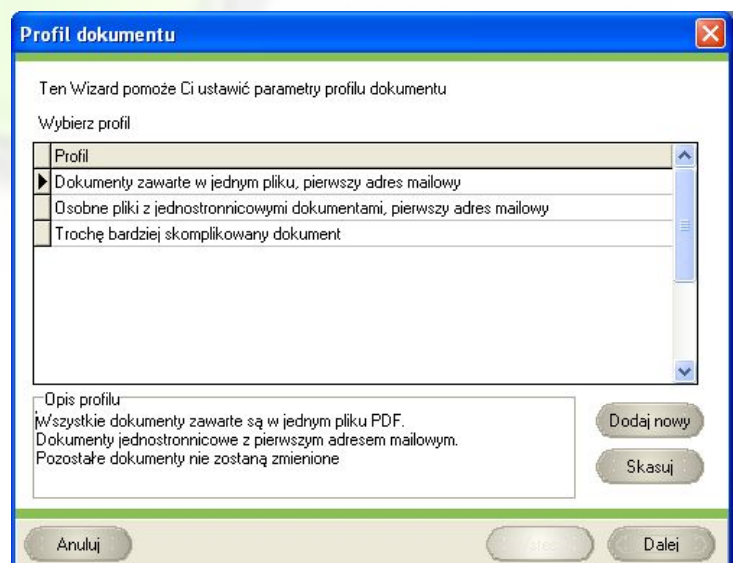 Profil dokumentu
Ten Wizard pomoże Ci ustawić parametry profilu dokumentu
Wybierz profil
Profil
Dokumenty zawarte w jednym pliku, pierwszy adres mailowy
Osobne pliki z jednostronnicowymi dokumentami, pierwszy adres mailowy
Trochę bardziej skomplikowany dokument
Opis profilu
Wszystkie dokumenty zawarte są w jednym pliku PDF.
Dokumenty jednostronnicowe z pierwszym adresem mailowym.
Pozostałe dokumenty nie zostaną zmienione
Dodaj nowy
Skasuj
Anuluj
Dalej